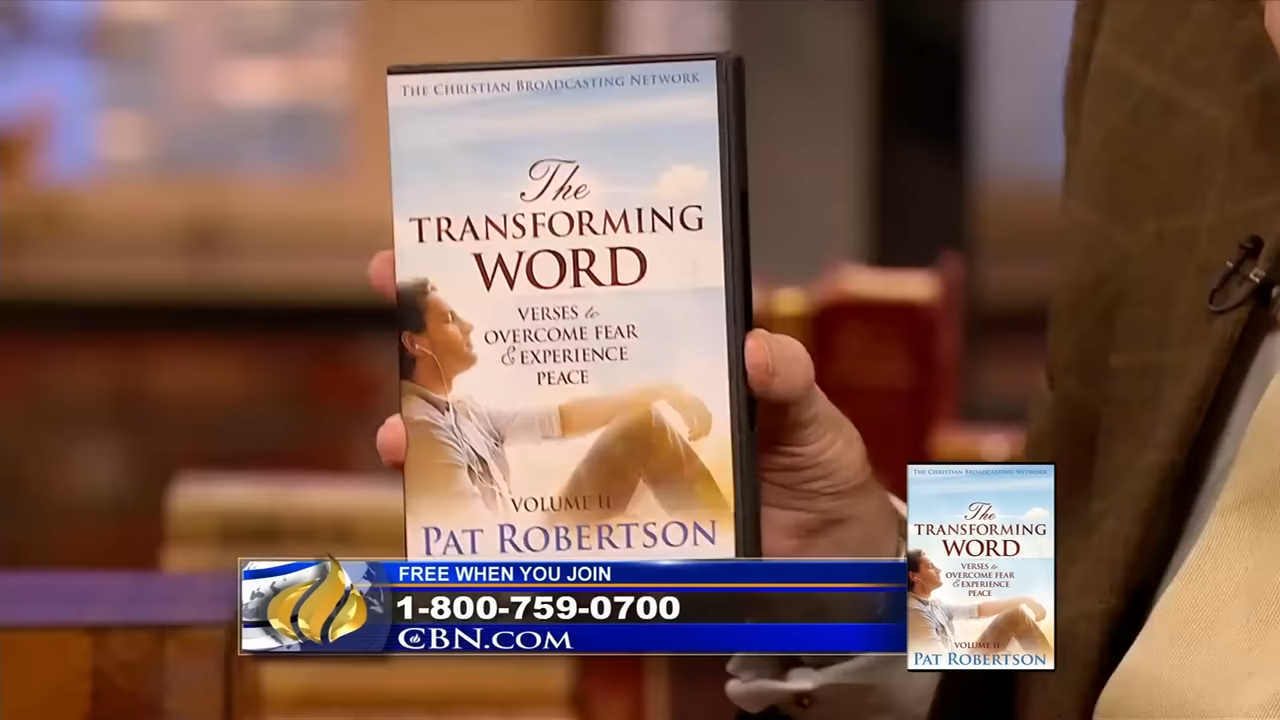 THE CHRISTIAN BROADCASTING NETWORK
The
TRANSFORMING
WORD
VERSES to
OVERCOME FEAR
& EXPERIENCE
PEACE
VOLUME II
PAT ROBERTSON
FREE WHEN YOU JOIN
1-800-759-0700
CBN.COM
THE CHRISTIAN BROADCASTING NETWORK
The
TRANSFORMING
WORD
VERSES to
OVERCOME FEAR
& EXPERIENCE
PEACE
VOLUME II
PAT ROBERTSON